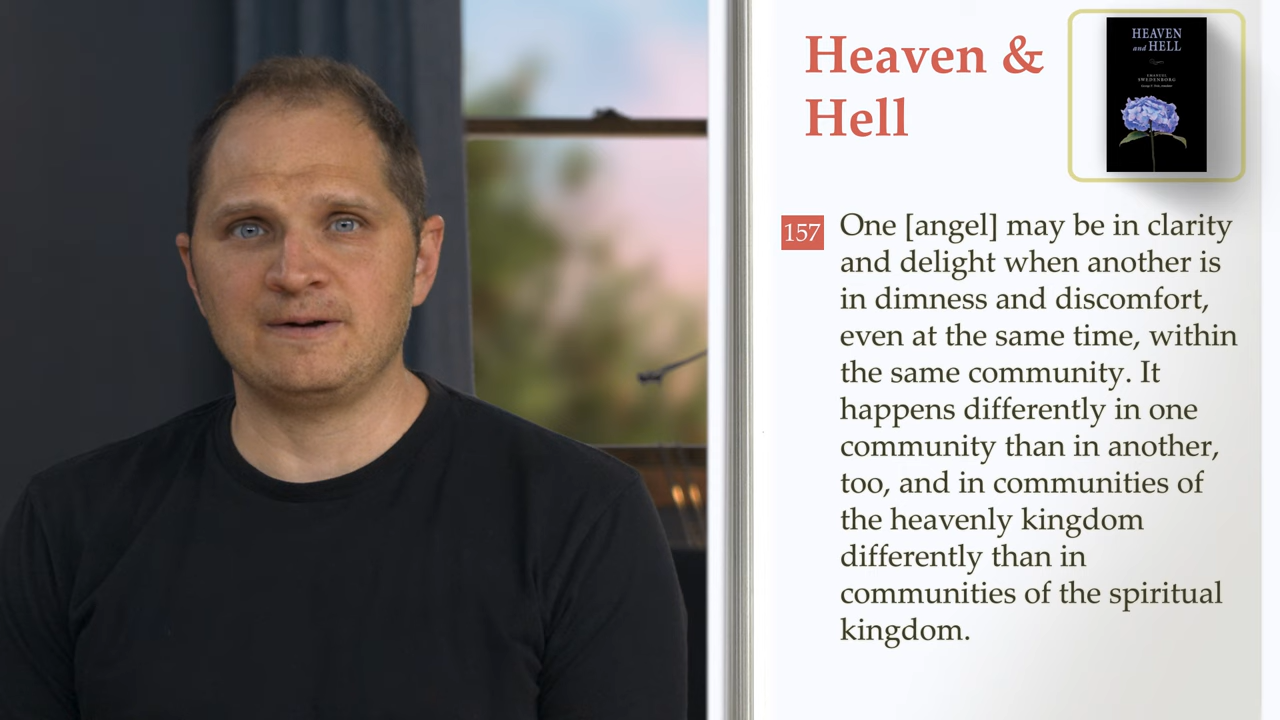 Heaven &
Hell
HEAVEN
and HELL
EMANUEL
SWEDENBORG
157
One [angel] may be in clarity
and delight when another is
in dimness and discomfort,
even at the same time, within
the same community. It
happens differently in one
community than in another,
too, and in communities of
the heavenly kingdom
differently than in
communities of the spiritual
kingdom.